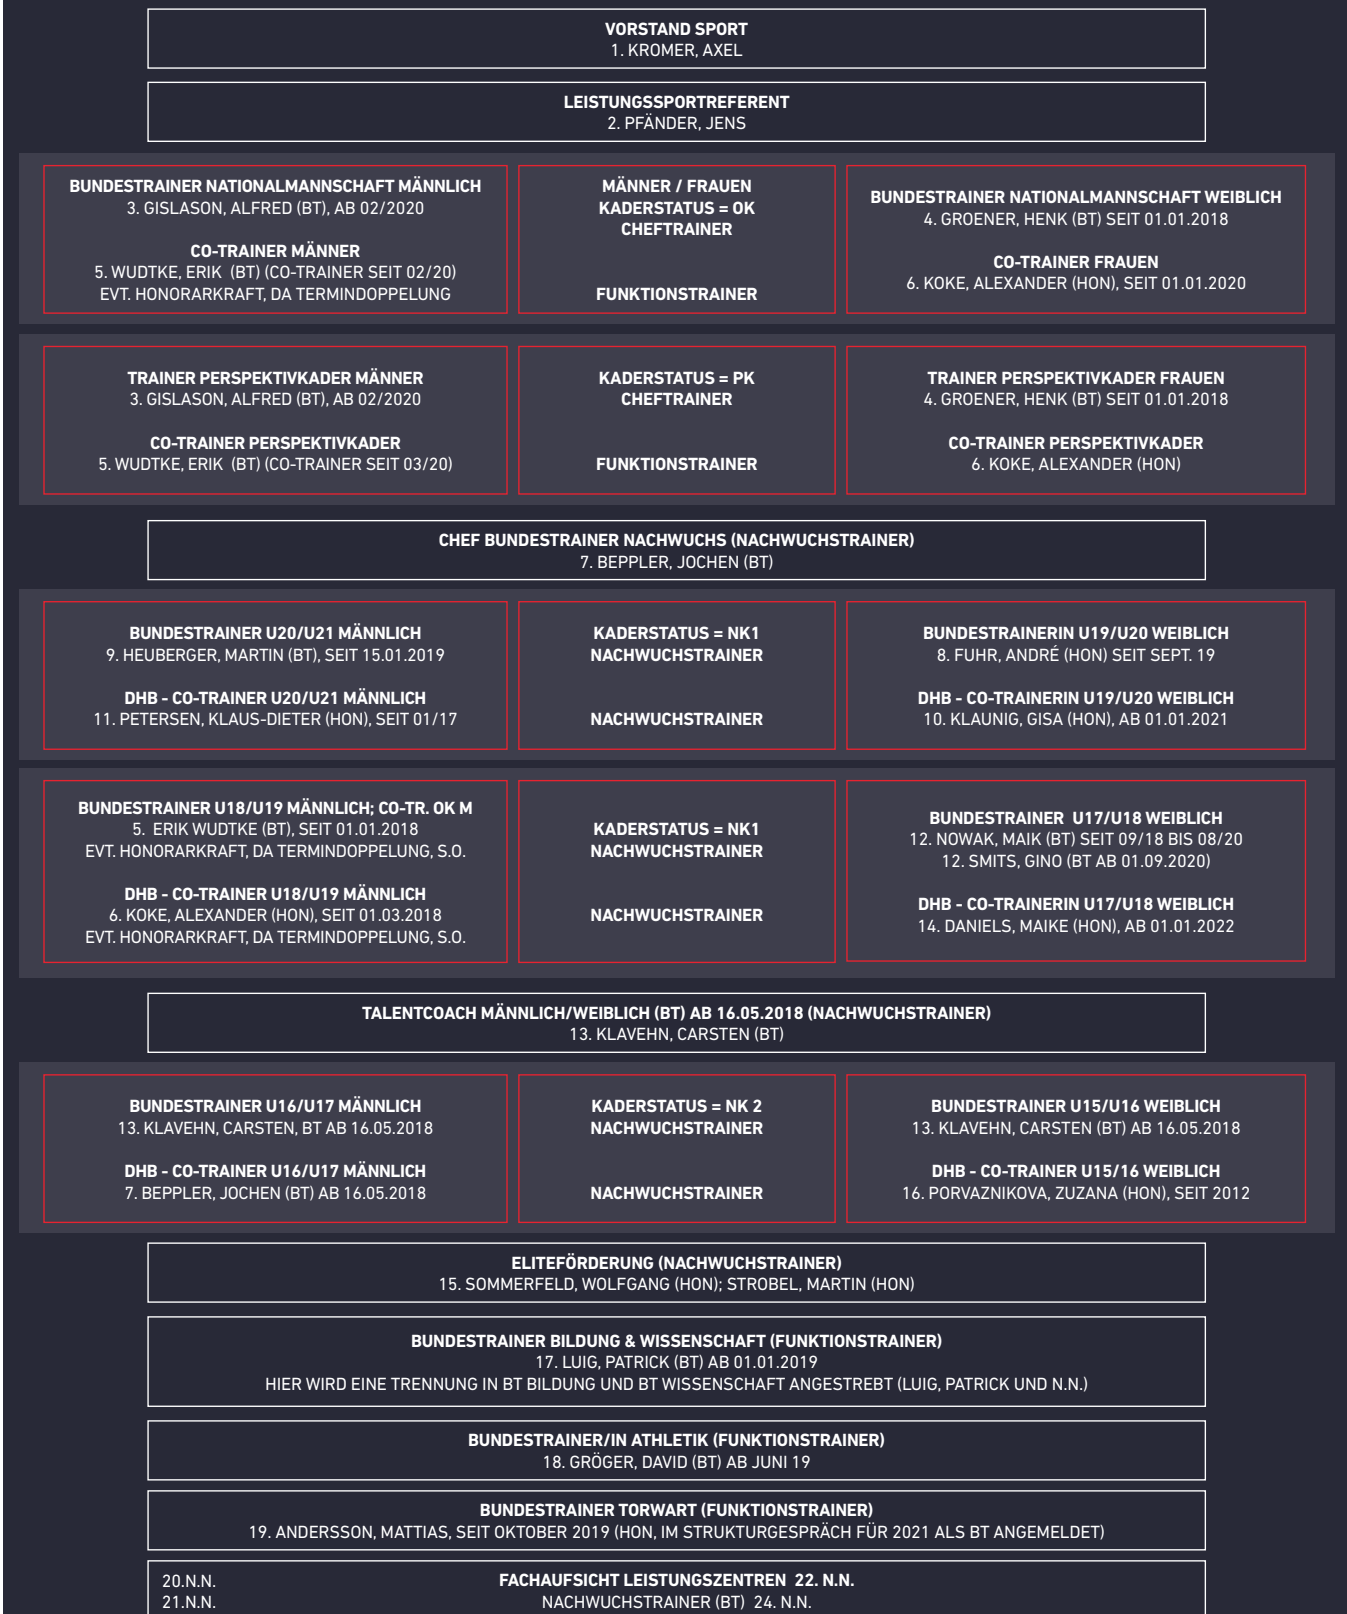 VORSTAND SPORT
1. KROMER, AXEL
LEISTUNGSSPORTREFERENT
2. PFÄNDER, JENS
BUNDESTRAINER NATIONALMANNSCHAFT MÄNNLICH
3. GISLASON, ALFRED (BT), AB 02/2020
CO-TRAINER MÄNNER
5. WUDTKE, ERIK (BT) (CO-TRAINER SEIT 02/20)
EVT. HONORARKRAFT, DA TERMINDOPPELUNG
MÄNNER / FRAUEN
KADERSTATUS = OK
CHEFTRAINER
FUNKTIONSTRAINER
BUNDESTRAINER NATIONALMANNSCHAFT WEIBLICH
4. GROENER, HENK (BT) SEIT 01.01.2018
CO-TRAINER FRAUEN
6. KOKE, ALEXANDER (HON), SEIT 01.01.2020
TRAINER PERSPEKTIVKADER MÄNNER
3. GISLASON, ALFRED (BT), AB 02/2020
CO-TRAINER PERSPEKTIVKADER
5. WUDTKE, ERIK (BT) (CO-TRAINER SEIT 03/20)
KADERSTATUS = PK
CHEFTRAINER
FUNKTIONSTRAINER
TRAINER PERSPEKTIVKADER FRAUEN
4. GROENER, HENK (BT) SEIT 01.01.2018
CO-TRAINER PERSPEKTIVKADER
6. KOKE, ALEXANDER (HON)
CHEF BUNDESTRAINER NACHWUCHS (NACHWUCHSTRAINER)
7. BEPPLER, JOCHEN (BT)
BUNDESTRAINER U20/U21 MÄNNLICH
9. HEUBERGER, MARTIN (BT), SEIT 15.01.2019
DHB - CO-TRAINER U20/U21 MÄNNLICH
11. PETERSEN, KLAUS-DIETER (HON), SEIT 01/17
KADERSTATUS = NK1
NACHWUCHSTRAINER
NACHWUCHSTRAINER
BUNDESTRAINERIN U19/U20 WEIBLICH
8. FUHR, ANDRÉ (HON) SEIT SEPT. 19
DHB - CO-TRAINERIN U19/U20 WEIBLICH
10. KLAUNIG, GISA (HON), AB 01.01.2021
BUNDESTRAINER U18/U19 MÄNNLICH; CO-TR. OK M
5. ERIK WUDTKE (BT), SEIT 01.01.2018
EVT. HONORARKRAFT, DA TERMINDOPPELUNG, S.O.
DHB - CO-TRAINER U18/U19 MÄNNLICH
6. KOKE, ALEXANDER (HON), SEIT 01.03.2018
EVT. HONORARKRAFT, DA TERMINDOPPELUNG, S.O.
KADERSTATUS = NK1
NACHWUCHSTRAINER
NACHWUCHSTRAINER
BUNDESTRAINER U17/U18 WEIBLICH
12. NOWAK, MAIK (BT) SEIT 09/18 BIS 08/20
12. SMITS, GINO (BT AB 01.09.2020)
DHB - CO-TRAINERIN U17/U18 WEIBLICH
14. DANIELS, MAIKE (HON), AB 01.01.2022
TALENTCOACH MÄNNLICH/WEIBLICH (BT) AB 16.05.2018 (NACHWUCHSTRAINER)
13. KLAVEHN, CARSTEN (BT)
BUNDESTRAINER U16/U17 MÄNNLICH
13. KLAVEHN, CARSTEN, BT AB 16.05.2018
DHB - CO-TRAINER U16/U17 MÄNNLICH
7. BEPPLER, JOCHEN (BT) AB 16.05.2018
KADERSTATUS = NK 2
NACHWUCHSTRAINER
NACHWUCHSTRAINER
BUNDESTRAINER U15/U16 WEIBLICH
13. KLAVEHN, CARSTEN (BT) AB 16.05.2018
DHB - CO-TRAINER U15/16 WEIBLICH
16. PORVAZNIKOVA, ZUZANA (HON), SEIT 2012
ELITEFÖRDERUNG (NACHWUCHSTRAINER)
15. SOMMERFELD, WOLFGANG (HON); STROBEL, MARTIN (HON)
BUNDESTRAINER BILDUNG & WISSENSCHAFT (FUNKTIONSTRAINER)
17. LUIG, PATRICK (BT) AB 01.01.2019
HIER WIRD EINE TRENNUNG IN BT BILDUNG UND BT WISSENSCHAFT ANGESTREBT (LUIG, PATRICK UND N.N.)
BUNDESTRAINER/IN ATHLETIK (FUNKTIONSTRAINER)
18. GRÖGER, DAVID (BT) AB JUNI 19
BUNDESTRAINER TORWART (FUNKTIONSTRAINER)
19. ANDERSSON, MATTIAS, SEIT OKTOBER 2019 (HON, IM STRUKTURGESPRÄCH FÜR 2021 ALS BT ANGEMELDET)
20.N.N. FACHAUFSICHT LEISTUNGSZENTREN 22. N.N.
21.N.N. NACHWUCHSTRAINER (BT) 24. N.N.